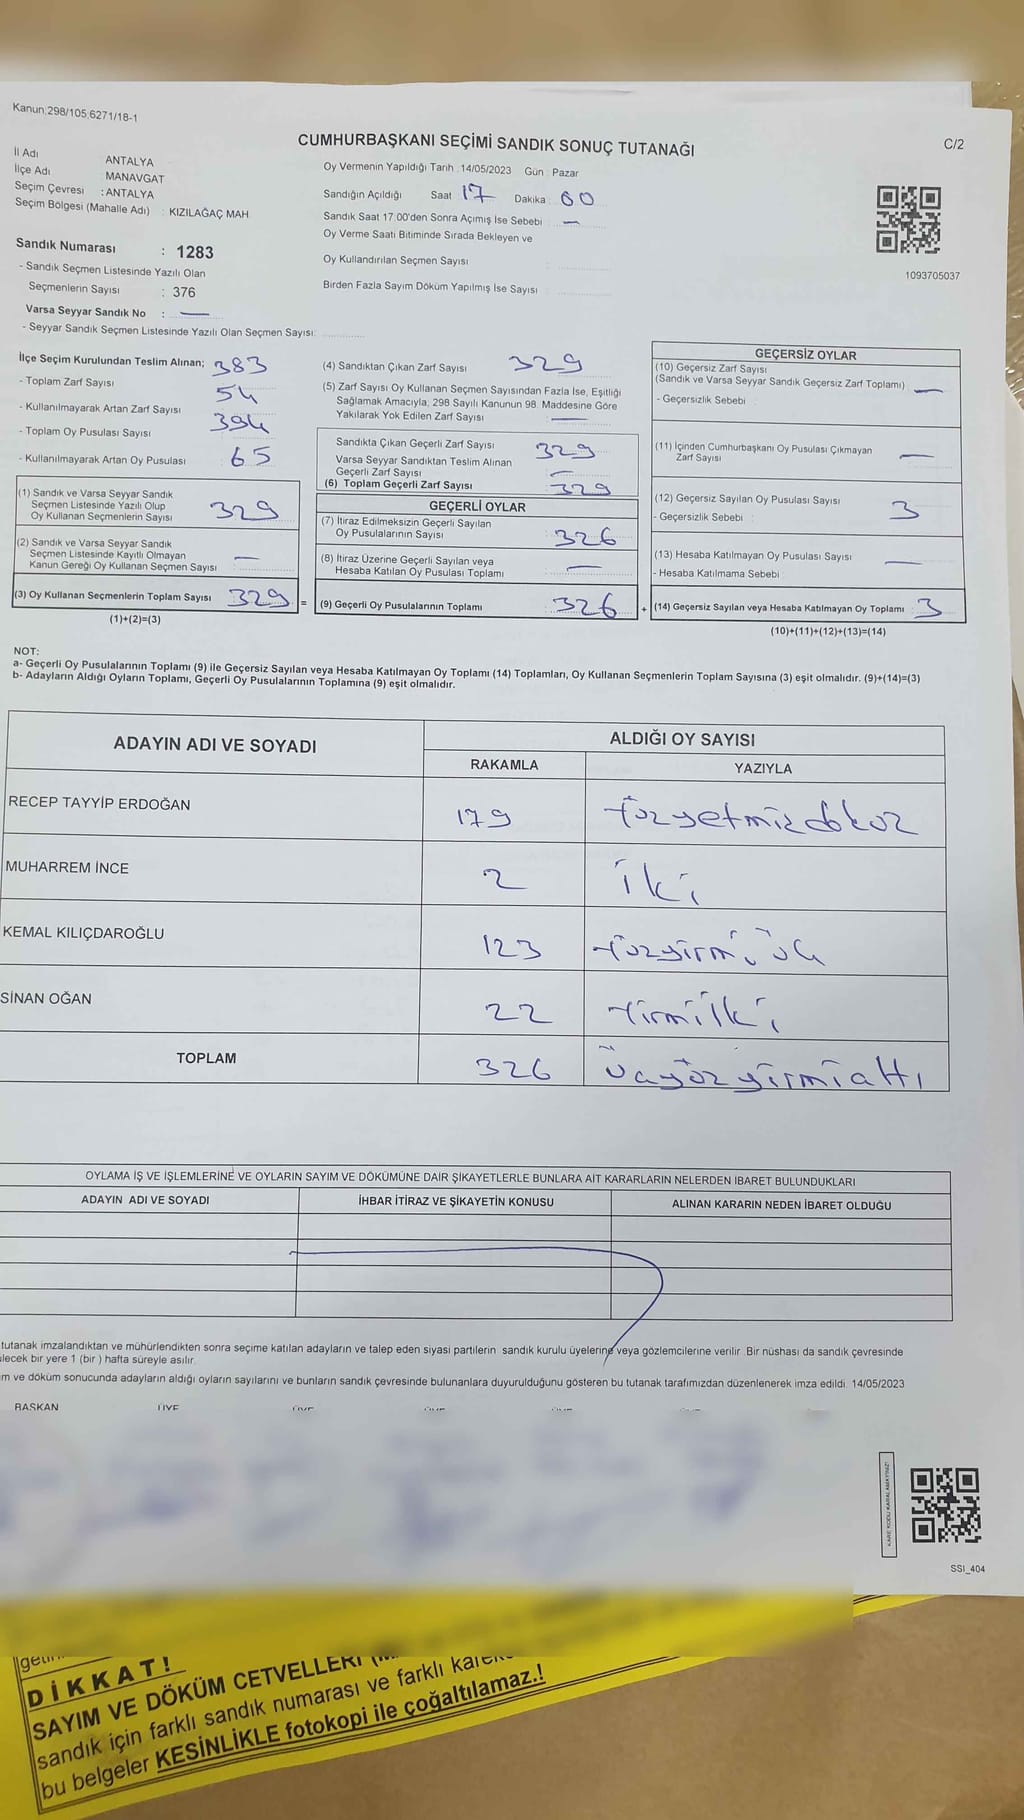 Kanun:298/105;6271/18-1
CUMHURBAŞKANI SEÇİMİ SANDIK SONUÇ TUTANAĞI
C/2
İl Adı ANTALYA
İlçe Adı MANAVGAT
Seçim Çevresi : ANTALYA
Seçim Bölgesi (Mahalle Adı) : KIZILAĞAÇ MAH.
Sandık Numarası : 1283
- Sandık Seçmen Listesinde Yazılı Olan
Seçmenlerin Sayısı : 376
Varsa Seyyar Sandık No : —
- Seyyar Sandık Seçmen Listesinde Yazılı Olan Seçmen Sayısı:
Oy Vermenin Yapıldığı Tarih :14/05/2023 Gün : Pazar
Sandığın Açıldığı Saat 17 Dakika : 00
Sandık Saat 17:00'den Sonra Açımış İse Sebebi : —
Oy Verme Saati Bitiminde Sırada Bekleyen ve
Oy Kullandırılan Seçmen Sayısı :
Birden Fazla Sayım Döküm Yapılmış İse Sayısı :
1093705037
İlçe Seçim Kurulundan Teslim Alınan; 383
- Toplam Zarf Sayısı 54
- Kullanılmayarak Artan Zarf Sayısı 394
- Toplam Oy Pusulası Sayısı
- Kullanılmayarak Artan Oy Pusulası 65
(1) Sandık ve Varsa Seyyar Sandık
Seçmen Listesinde Yazılı Olup
Oy Kullanan Seçmenlerin Sayısı 329
(2) Sandık ve Varsa Seyyar Sandık
Seçmen Listesinde Kayıtlı Olmayan
Kanun Gereği Oy Kullanan Seçmen Sayısı —
(3) Oy Kullanan Seçmenlerin Toplam Sayısı 329 =
(1)+(2)=(3)
(4) Sandıktan Çıkan Zarf Sayısı 329
(5) Zarf Sayısı Oy Kullanan Seçmen Sayısından Fazla İse, Eşitliği
Sağlamak Amacıyla, 298 Sayılı Kanunun 98. Maddesine Göre
Yakılarak Yok Edilen Zarf Sayısı —
Sandıkta Çıkan Geçerli Zarf Sayısı 329
Varsa Seyyar Sandıktan Teslim Alınan
Geçerli Zarf Sayısı —
(6) Toplam Geçerli Zarf Sayısı 329
GEÇERLİ OYLAR
(7) İtiraz Edilmeksizin Geçerli Sayılan
Oy Pusulalarının Sayısı 326
(8) İtiraz Üzerine Geçerli Sayılan veya
Hesaba Katılan Oy Pusulası Toplamı —
(9) Geçerli Oy Pusulalarının Toplamı 326 +
GEÇERSİZ OYLAR
(10) Geçersiz Zarf Sayısı
(Sandık ve Varsa Seyyar Sandık Geçersiz Zarf Toplamı) —
- Geçersizlik Sebebi :
(11) İçinden Cumhurbaşkanı Oy Pusulası Çıkmayan
Zarf Sayısı —
(12) Geçersiz Sayılan Oy Pusulası Sayısı 3
- Geçersizlik Sebebi :
(13) Hesaba Katılmayan Oy Pusulası Sayısı —
- Hesaba Katılmama Sebebi :
(14) Geçersiz Sayılan veya Hesaba Katılmayan Oy Toplamı 3
(10)+(11)+(12)+(13)=(14)
NOT:
a- Geçerli Oy Pusulalarının Toplamı (9) ile Geçersiz Sayılan veya Hesaba Katılmayan Oy Toplamı (14) Toplamları, Oy Kullanan Seçmenlerin Toplam Sayısına (3) eşit olmalıdır. (9)+(14)=(3)
b- Adayların Aldığı Oyların Toplamı, Geçerli Oy Pusulalarının Toplamına (9) eşit olmalıdır.
ADAYIN ADI VE SOYADI ALDIĞI OY SAYISI
RAKAMLA YAZIYLA
RECEP TAYYİP ERDOĞAN 179 Yüzyetmizdokuz
MUHARREM İNCE 2 İki
KEMAL KILIÇDAROĞLU 123 Yüzyirmi üç
SİNAN OĞAN 22 Yirmiİki
TOPLAM 326 Üçyüzyirmialtı
OYLAMA İŞ VE İŞLEMLERİNE VE OYLARIN SAYIM VE DÖKÜMÜNE DAİR ŞİKAYETLERLE BUNLARA AİT KARARLARIN NELERDEN İBARET BULUNDUKLARI
ADAYIN ADI VE SOYADI İHBAR İTİRAZ VE ŞİKAYETİN KONUSU ALINAN KARARIN NEDEN İBARET OLDUĞU
tutanak imzalandıktan ve mühürlendikten sonra seçime katılan adayların ve talep eden siyasi partilerin sandık kurulu üyelerine veya gözlemcilerine verilir. Bir nüshası da sandık çevresinde
ilecek bir yere 1 (bir ) hafta süreyle asılır.
m ve döküm sonucunda adayların aldığı oyların sayılarını ve bunların sandık çevresinde bulunanlara duyurulduğunu gösteren bu tutanak tarafımızdan düzenlenerek imza edildi. 14/05/2023
BAŞKAN ÜYE ÜYE ÜYE ÜYE ÜYE
KARE KODU KARALAMAYINIZ!
SSI_404
DİKKAT!
SAYIM VE DÖKÜM CETVELLERİ
sandık için farklı sandık numarası ve farklı
bu belgeler KESİNLİKLE fotokopi ile çoğaltılamaz.!